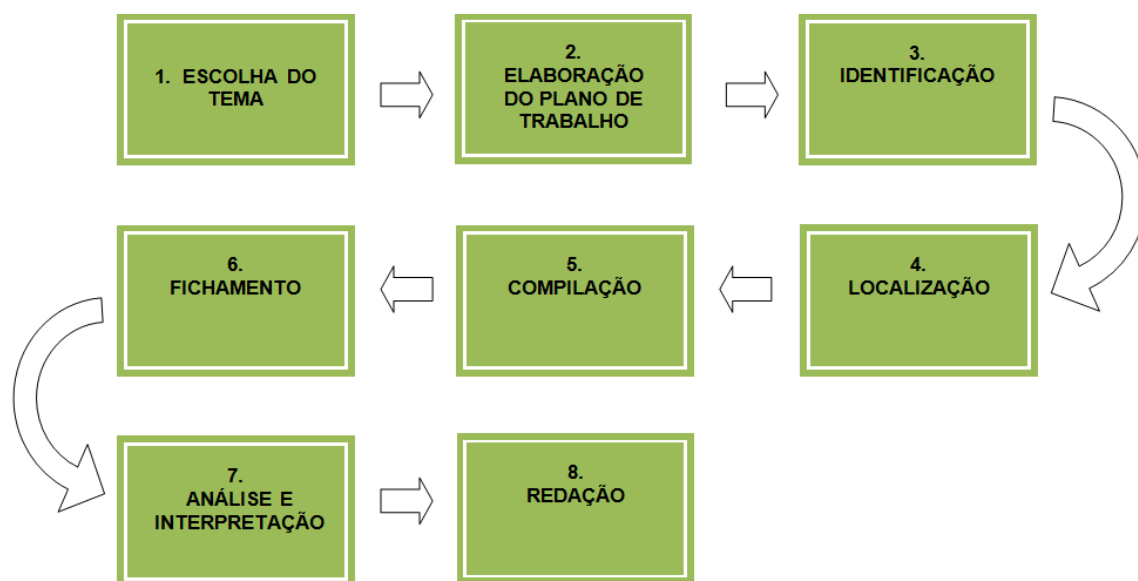 1. ESCOLHA DO
TEMA
2.
ELABORAÇÃO
DO PLANO DE
TRABALHO
3.
IDENTIFICAÇÃO
4.
LOCALIZAÇÃO
5.
COMPILAÇÃO
6.
FICHAMENTO
7.
ANÁLISE E
INTERPRETAÇÃO
8.
REDAÇÃO